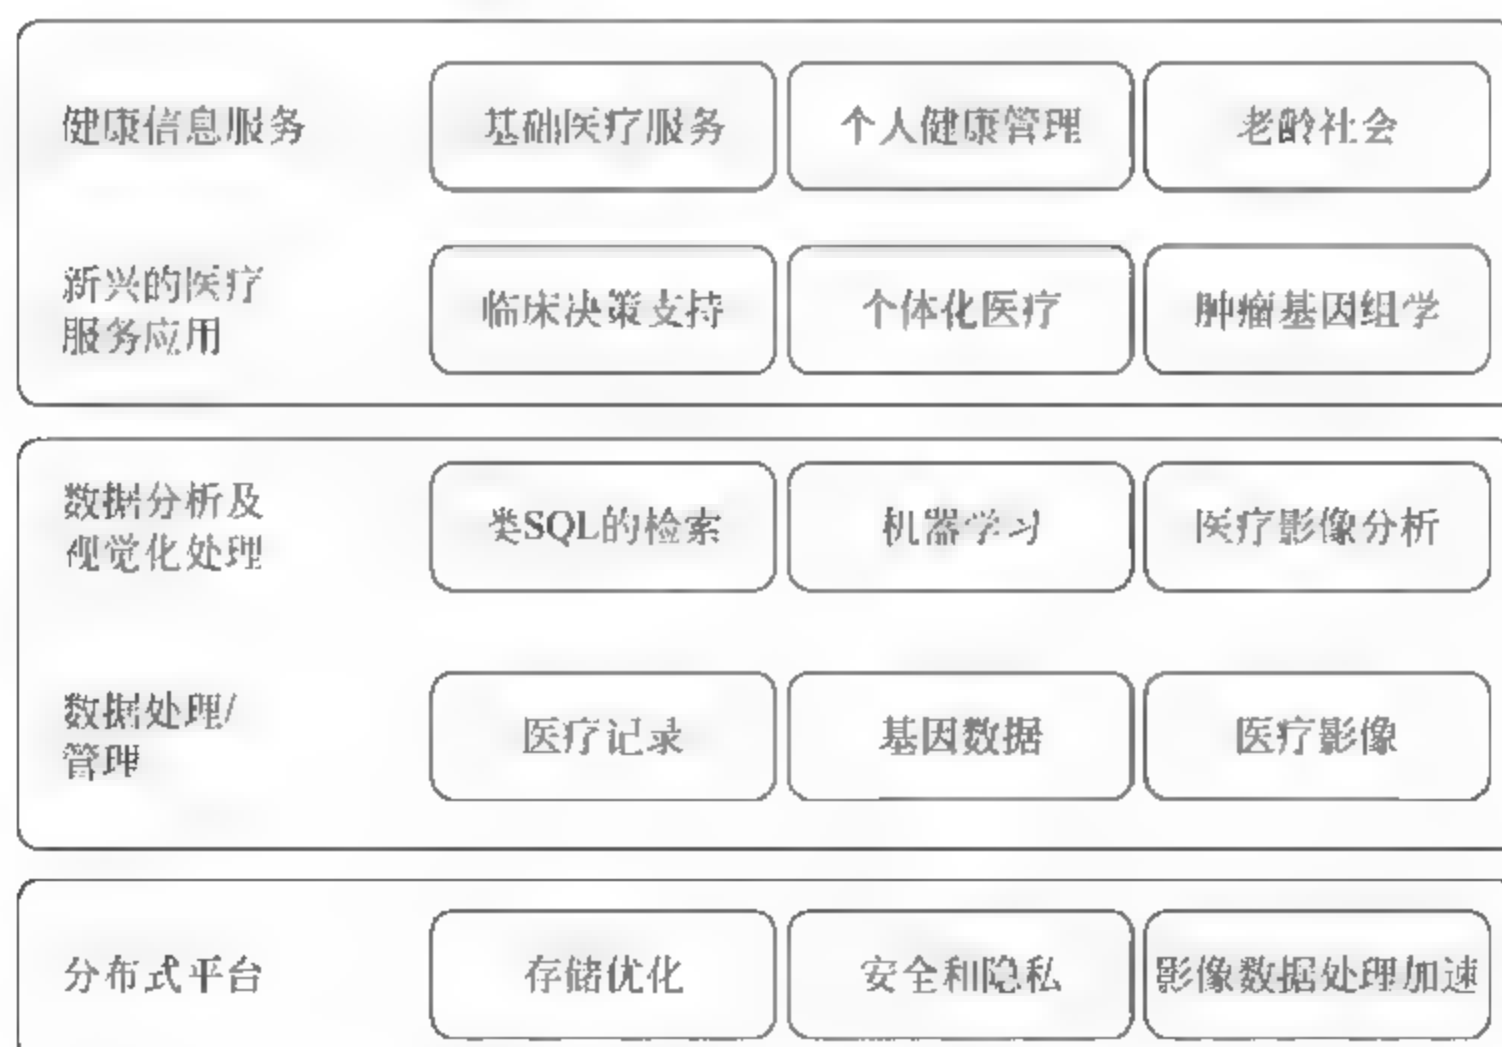 健康信息服务
基础医疗服务
个人健康管理
老龄社会
新兴的医疗
服务应用
临床决策支持
个体化医疗
肿瘤基因组学
数据分析及
视觉化处理
类SQL的检索
机器学习
医疗影像分析
数据处理/
管理
医疗记录
基因数据
医疗影像
分布式平台
存储优化
安全和隐私
影像数据处理加速